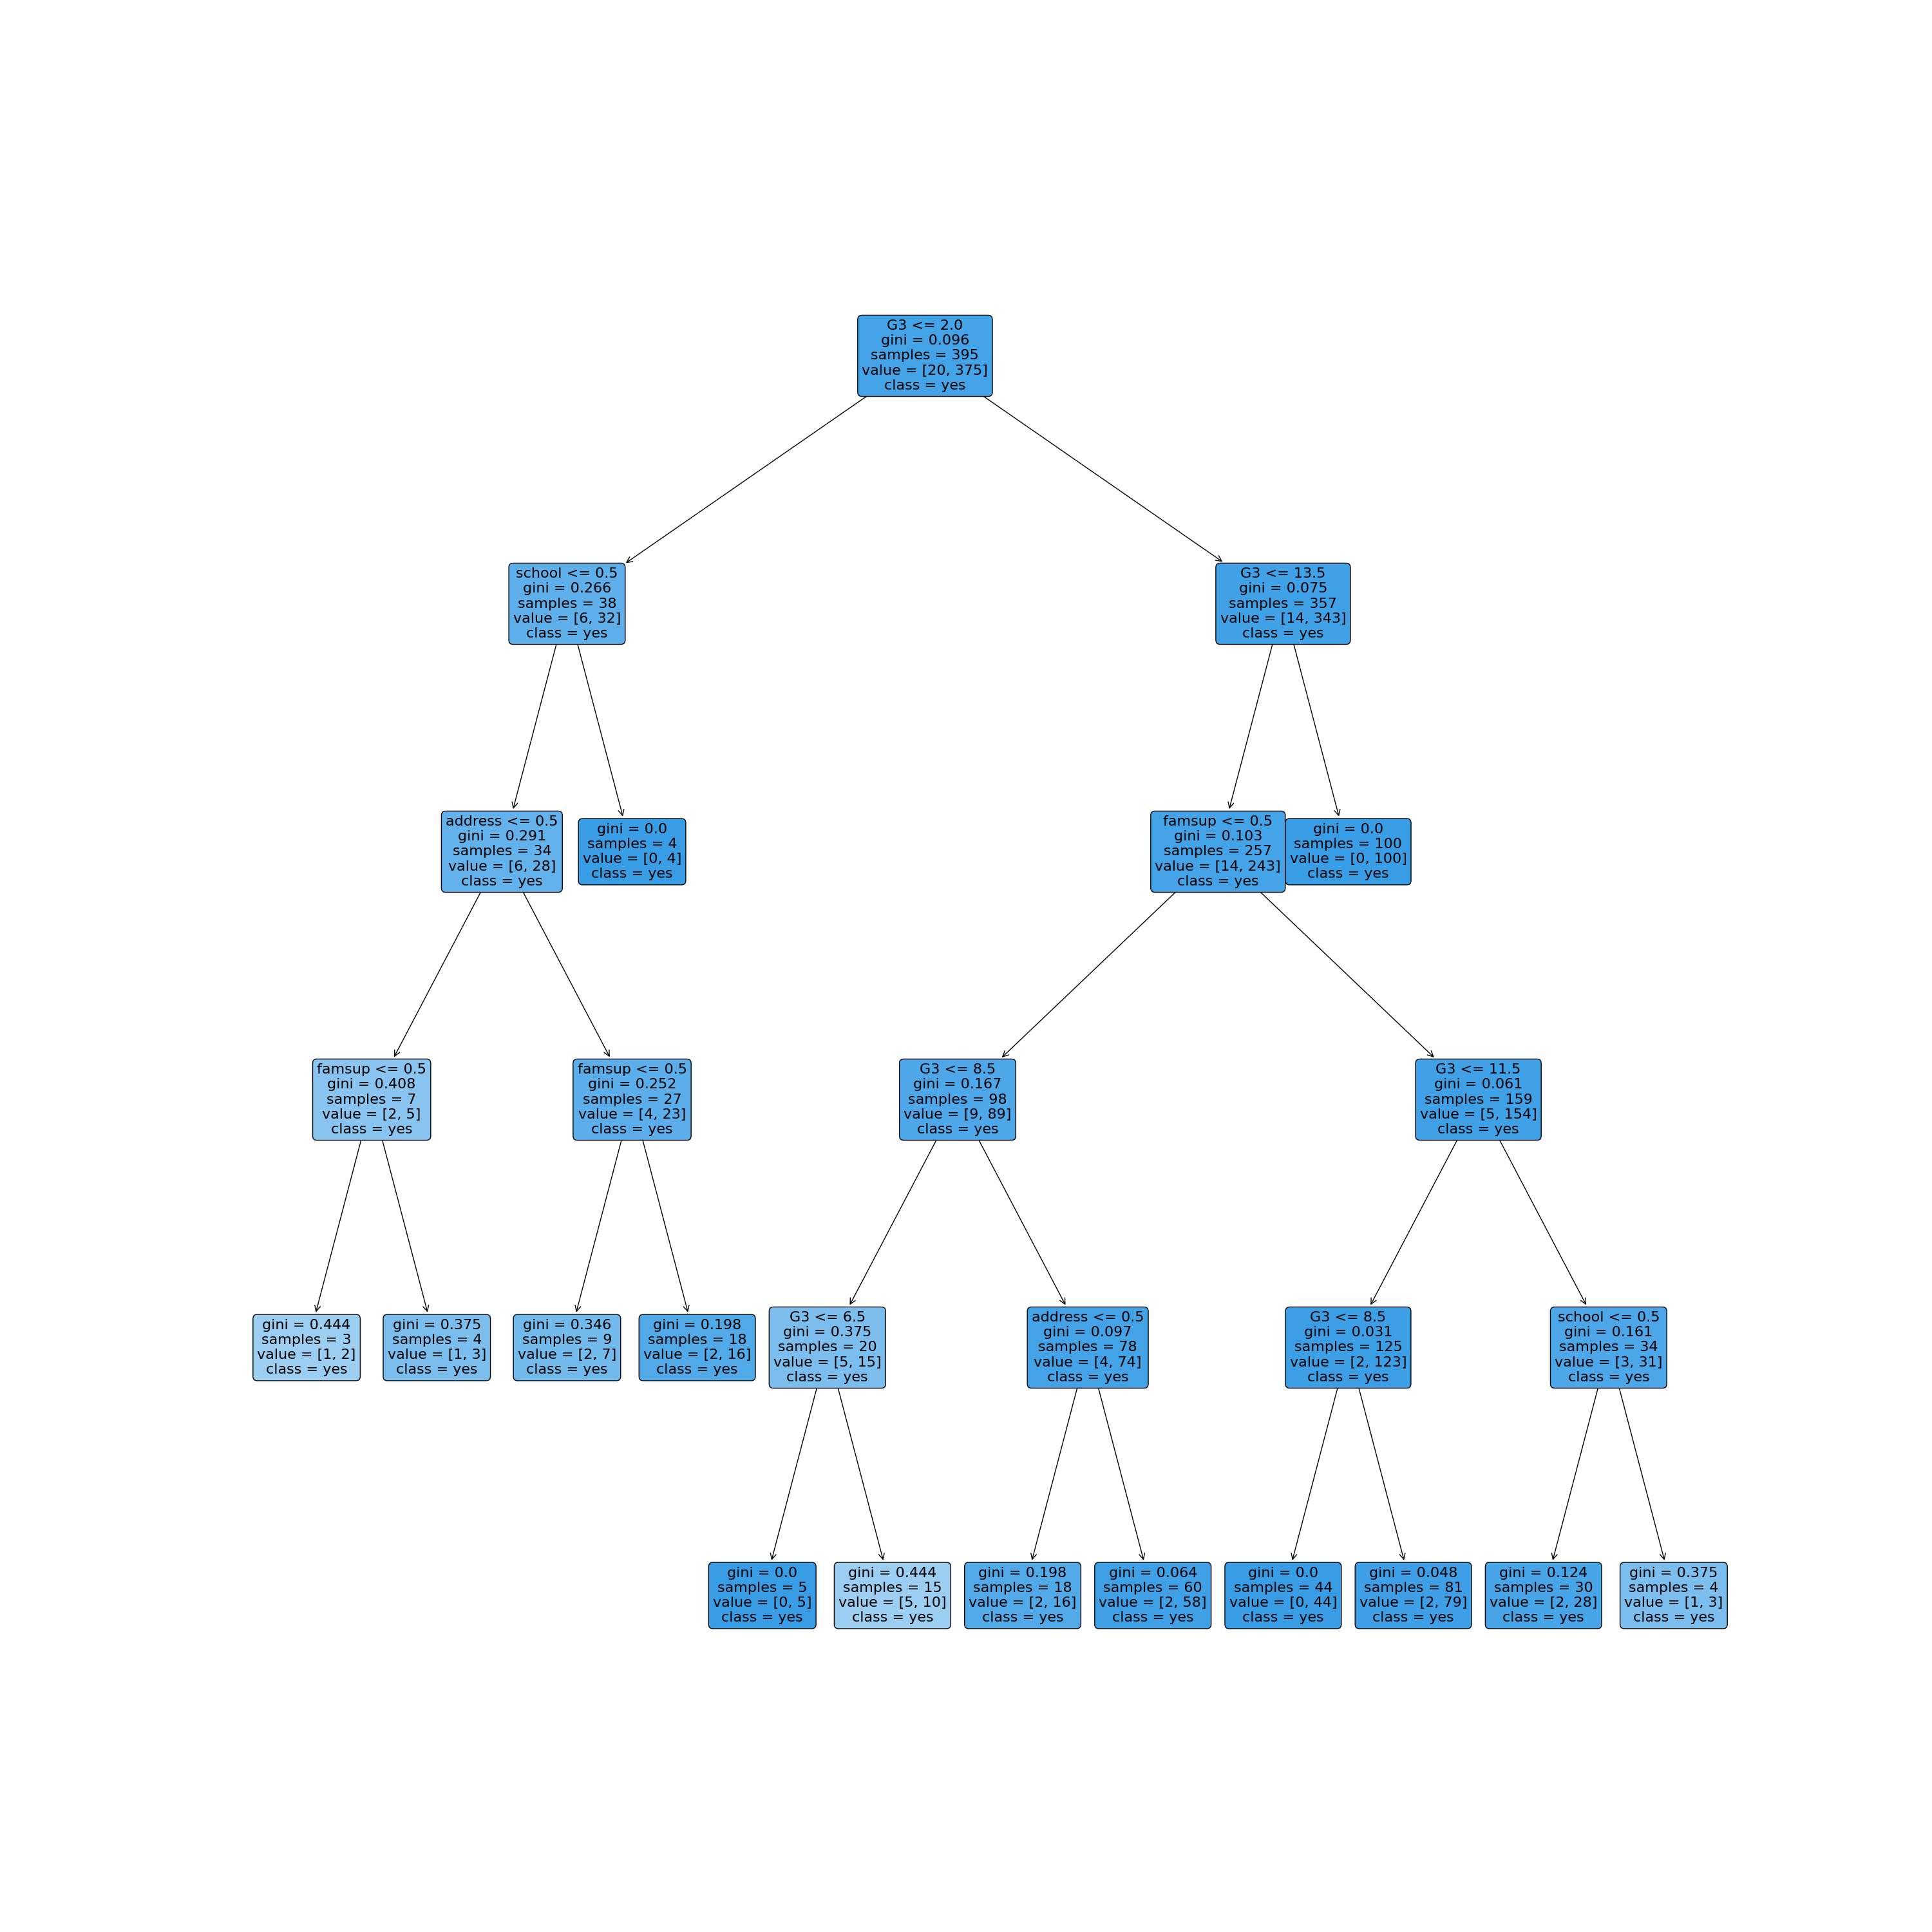 G3 <= 2.0
gini = 0.096
samples = 395
value = [20, 375]
class = yes
school <= 0.5
gini = 0.266
samples = 38
value = [6, 32]
class = yes
G3 <= 13.5
gini = 0.075
samples = 357
value = [14, 343]
class = yes
address <= 0.5
gini = 0.291
samples = 34
value = [6, 28]
class = yes
gini = 0.0
samples = 4
value = [0, 4]
class = yes
famsup <= 0.5
gini = 0.103
samples = 257
value = [14, 243]
class = yes
gini = 0.0
samples = 100
value = [0, 100]
class = yes
famsup <= 0.5
gini = 0.408
samples = 7
value = [2, 5]
class = yes
famsup <= 0.5
gini = 0.252
samples = 27
value = [4, 23]
class = yes
G3 <= 8.5
gini = 0.167
samples = 98
value = [9, 89]
class = yes
G3 <= 11.5
gini = 0.061
samples = 159
value = [5, 154]
class = yes
gini = 0.444
samples = 3
value = [1, 2]
class = yes
gini = 0.375
samples = 4
value = [1, 3]
class = yes
gini = 0.346
samples = 9
value = [2, 7]
class = yes
gini = 0.198
samples = 18
value = [2, 16]
class = yes
G3 <= 6.5
gini = 0.375
samples = 20
value = [5, 15]
class = yes
address <= 0.5
gini = 0.097
samples = 78
value = [4, 74]
class = yes
G3 <= 8.5
gini = 0.031
samples = 125
value = [2, 123]
class = yes
school <= 0.5
gini = 0.161
samples = 34
value = [3, 31]
class = yes
gini = 0.0
samples = 5
value = [0, 5]
class = yes
gini = 0.444
samples = 15
value = [5, 10]
class = yes
gini = 0.198
samples = 18
value = [2, 16]
class = yes
gini = 0.064
samples = 60
value = [2, 58]
class = yes
gini = 0.0
samples = 44
value = [0, 44]
class = yes
gini = 0.048
samples = 81
value = [2, 79]
class = yes
gini = 0.124
samples = 30
value = [2, 28]
class = yes
gini = 0.375
samples = 4
value = [1, 3]
class = yes